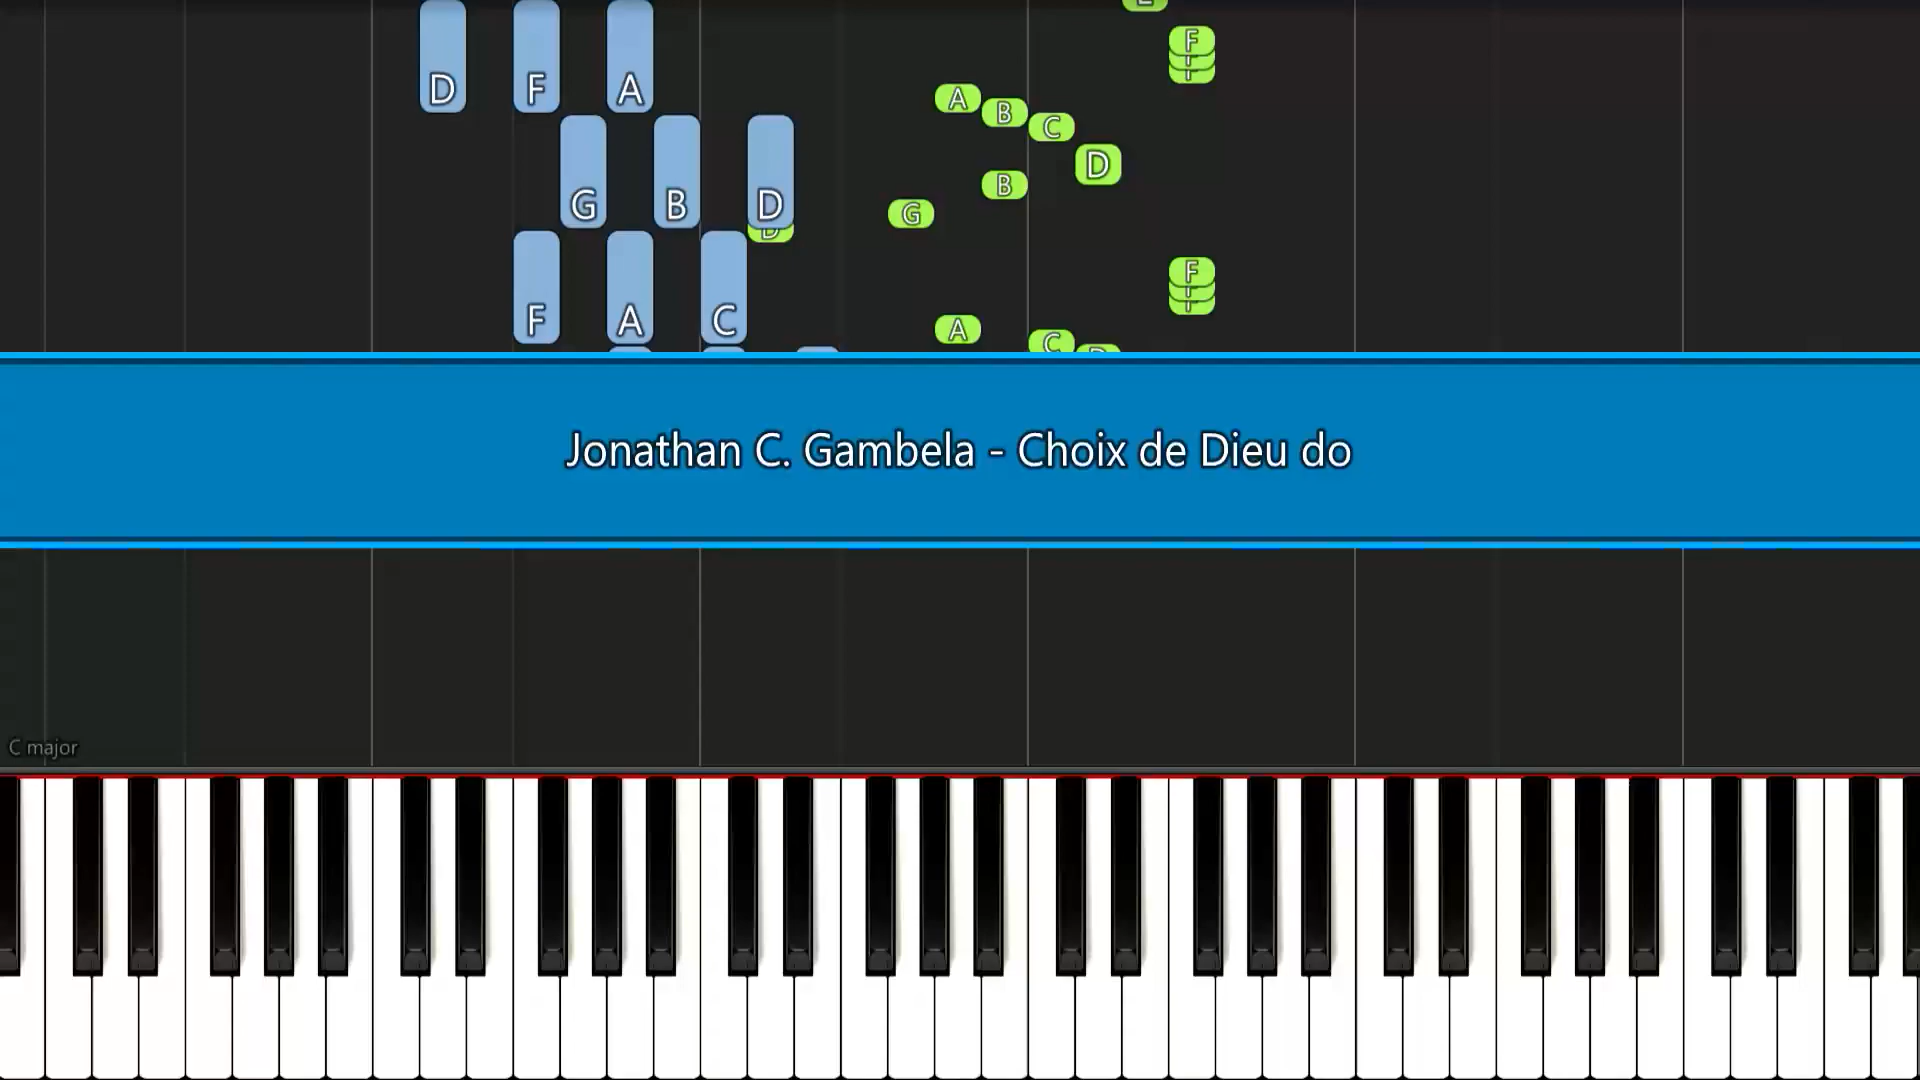 E
F
F
F
D F A
A
B
C
D
B
G B D
G
D
F
F
F
F A C
A
C
D
Jonathan C. Gambela - Choix de Dieu do
C major